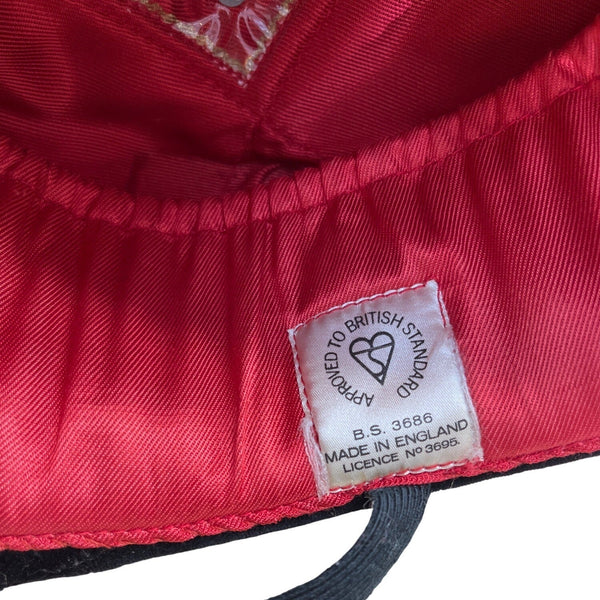 APPROVED TO BRITISH STANDARD
B.S. 3686
MADE IN ENGLAND
LICENCE Nº 3695.